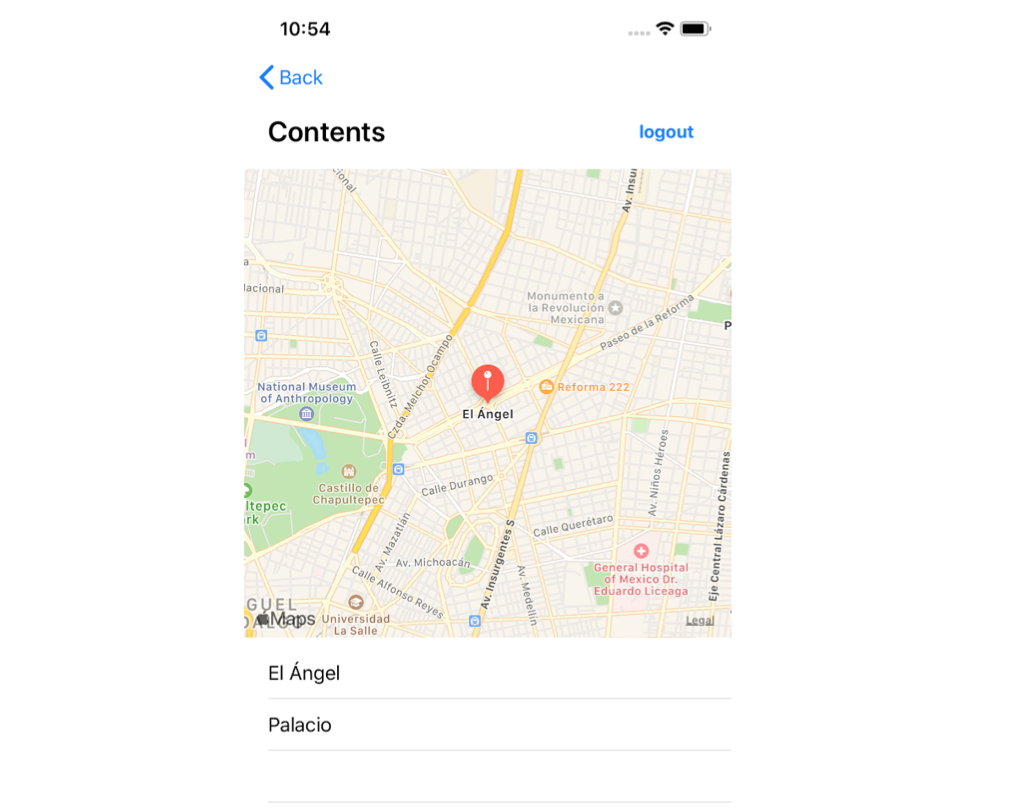 10:54
Back
Contents
logout
cional
Av. Insu
a
lacional
Monumento a
la Revolución
Mexicana
Paseo de la Reforma
P
Calle Leibnitz
Czda. Melchor Ocampo
National Museum
of Anthropology
Reforma 222
El Ángel
m
Castillo de
Chapultepec
Calle Durango
Av. Niños Héroes
Eje Central Lázaro Cárdenas
ltepec
rk
Av. Mazatlán
Calle Querétaro
Av. Insurgentes S
Av. Michoacán
General Hospital
of Mexico Dr.
Eduardo Liceaga
Calle Alfonso Reyes
Av. Medellín
GUEL
Maps
Universidad
La Salle
Legal
El Ángel
Palacio